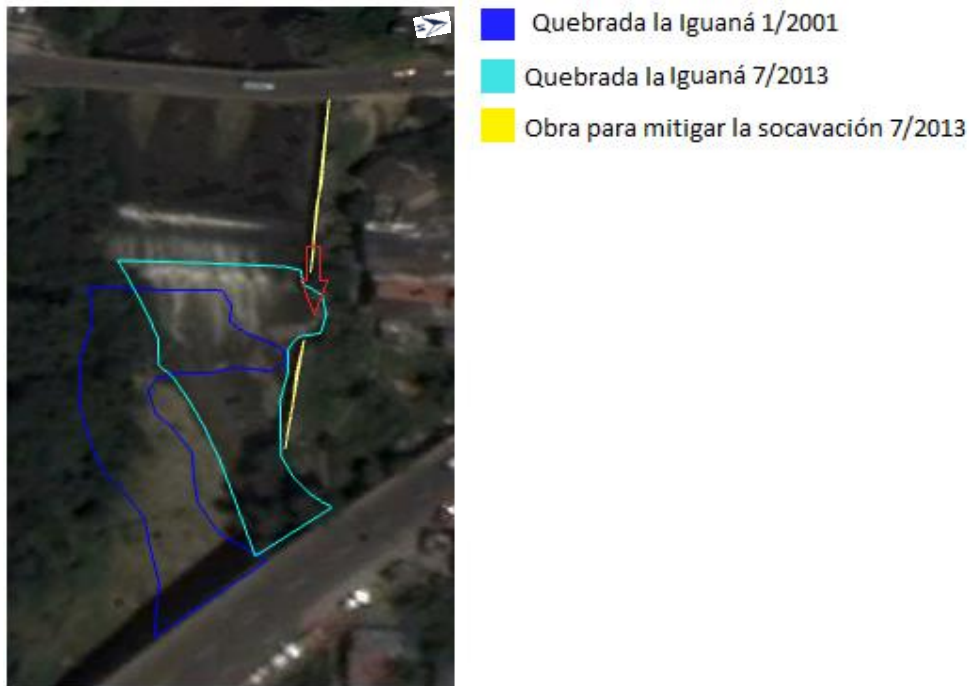 Quebrada la Iguaná 1/2001
Quebrada la Iguaná 7/2013
Obra para mitigar la socavación 7/2013